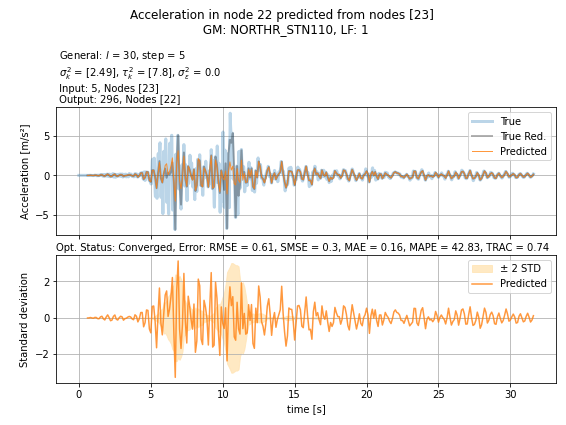 Acceleration in node 22 predicted from nodes [23]
GM: NORTHR_STN110, LF: 1
General: l = 30, step = 5
σ²ₖ = [2.49], τ²ₖ = [7.8], σ²ε = 0.0
Input: 5, Nodes [23]
Output: 296, Nodes [22]
True
True Red.
Predicted
5
0
−5
Acceleration [m/s²]
Opt. Status: Converged, Error: RMSE = 0.61, SMSE = 0.3, MAE = 0.16, MAPE = 42.83, TRAC = 0.74
± 2 STD
Predicted
2
0
−2
Standard deviation
0 5 10 15 20 25 30
time [s]